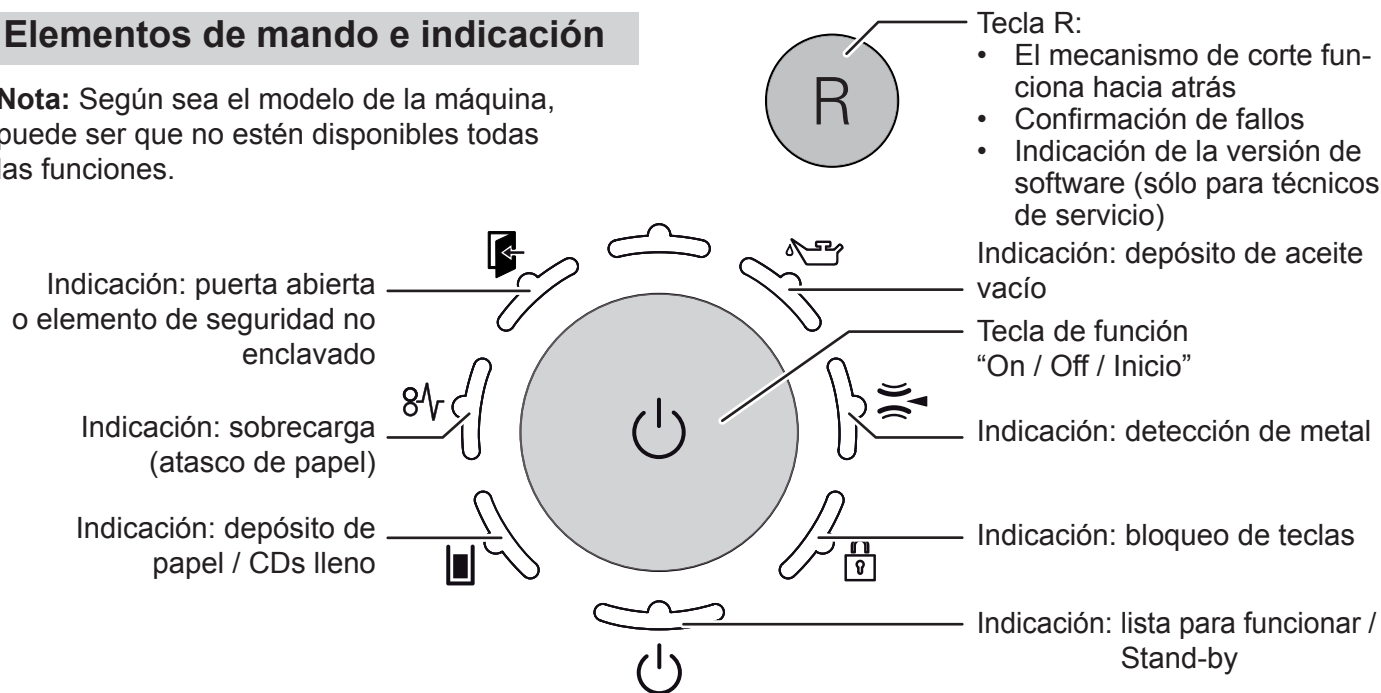 Elementos de mando e indicación
Nota: Según sea el modelo de la máquina,
puede ser que no estén disponibles todas
las funciones.
R
Tecla R:
• El mecanismo de corte fun-
ciona hacia atrás
• Confirmación de fallos
• Indicación de la versión de
software (sólo para técnicos
de servicio)
Indicación: puerta abierta
o elemento de seguridad no
enclavado
Indicación: sobrecarga
(atasco de papel)
Indicación: depósito de
papel / CDs lleno
Indicación: depósito de aceite
vacío
Tecla de función
“On / Off / Inicio”
Indicación: detección de metal
Indicación: bloqueo de teclas
Indicación: lista para funcionar /
Stand-by